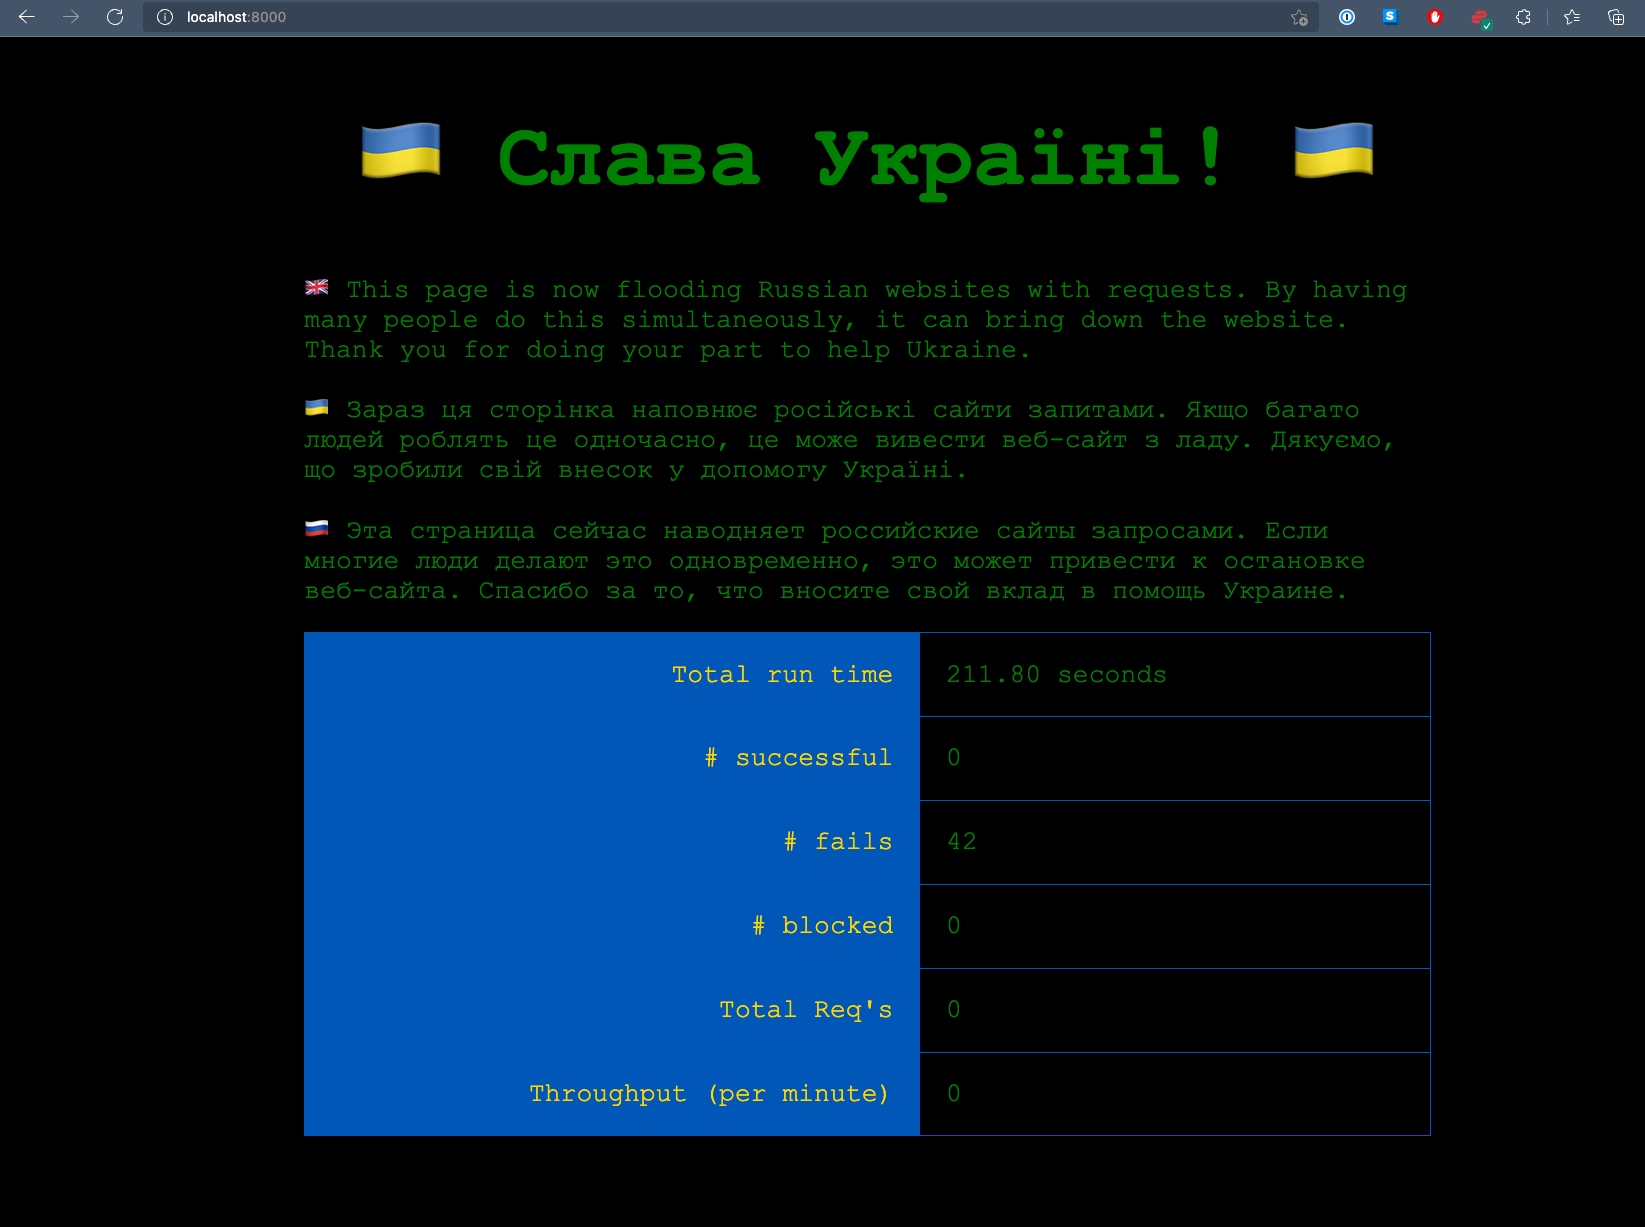 localhost:8000
Слава Україні!
This page is now flooding Russian websites with requests. By having
many people do this simultaneously, it can bring down the website.
Thank you for doing your part to help Ukraine.
Зараз ця сторінка наповнює російські сайти запитами. Якщо багато
людей роблять це одночасно, це може вивести веб-сайт з ладу. Дякуємо,
що зробили свій внесок у допомогу Україні.
Эта страница сейчас наводняет российские сайты запросами. Если
многие люди делают это одновременно, это может привести к остановке
веб-сайта. Спасибо за то, что вносите свой вклад в помощь Украине.
Total run time 211.80 seconds
# successful 0
# fails 42
# blocked 0
Total Req's 0
Throughput (per minute) 0